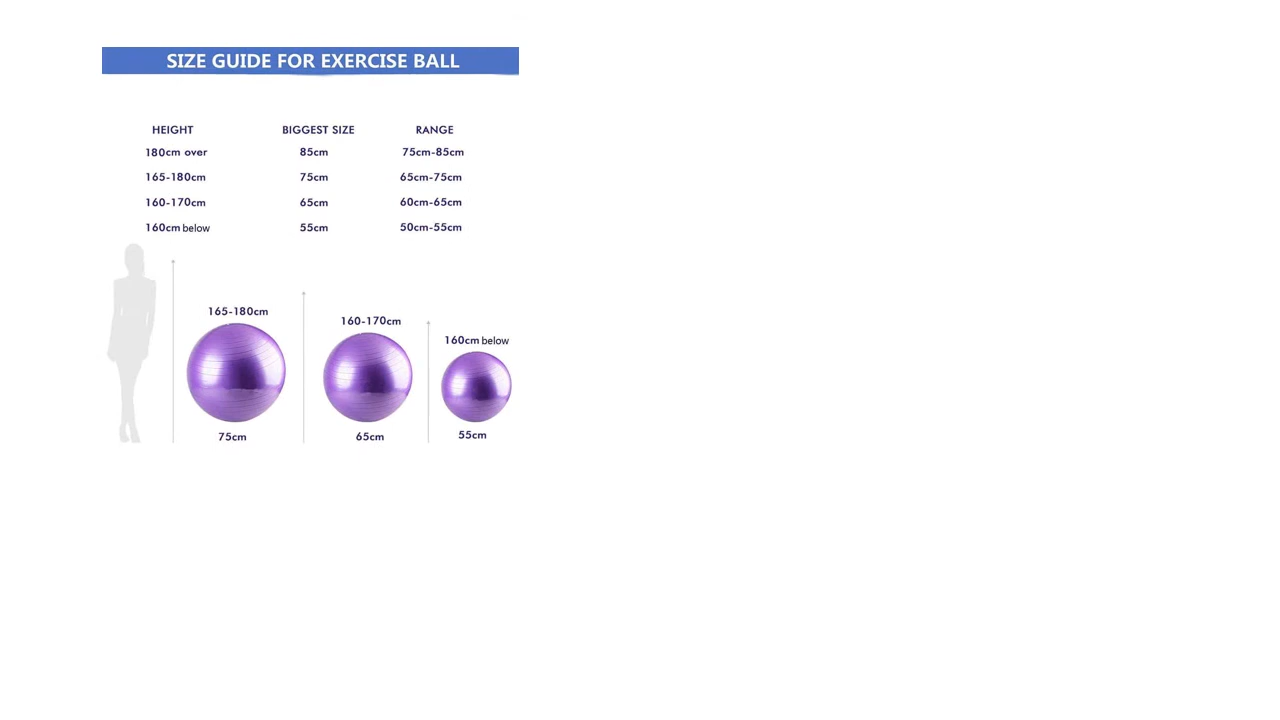 SIZE GUIDE FOR EXERCISE BALL
HEIGHT BIGGEST SIZE RANGE
180cm over 85cm 75cm-85cm
165-180cm 75cm 65cm-75cm
160-170cm 65cm 60cm-65cm
160cm below 55cm 50cm-55cm
165-180cm
160-170cm
160cm below
75cm 65cm 55cm